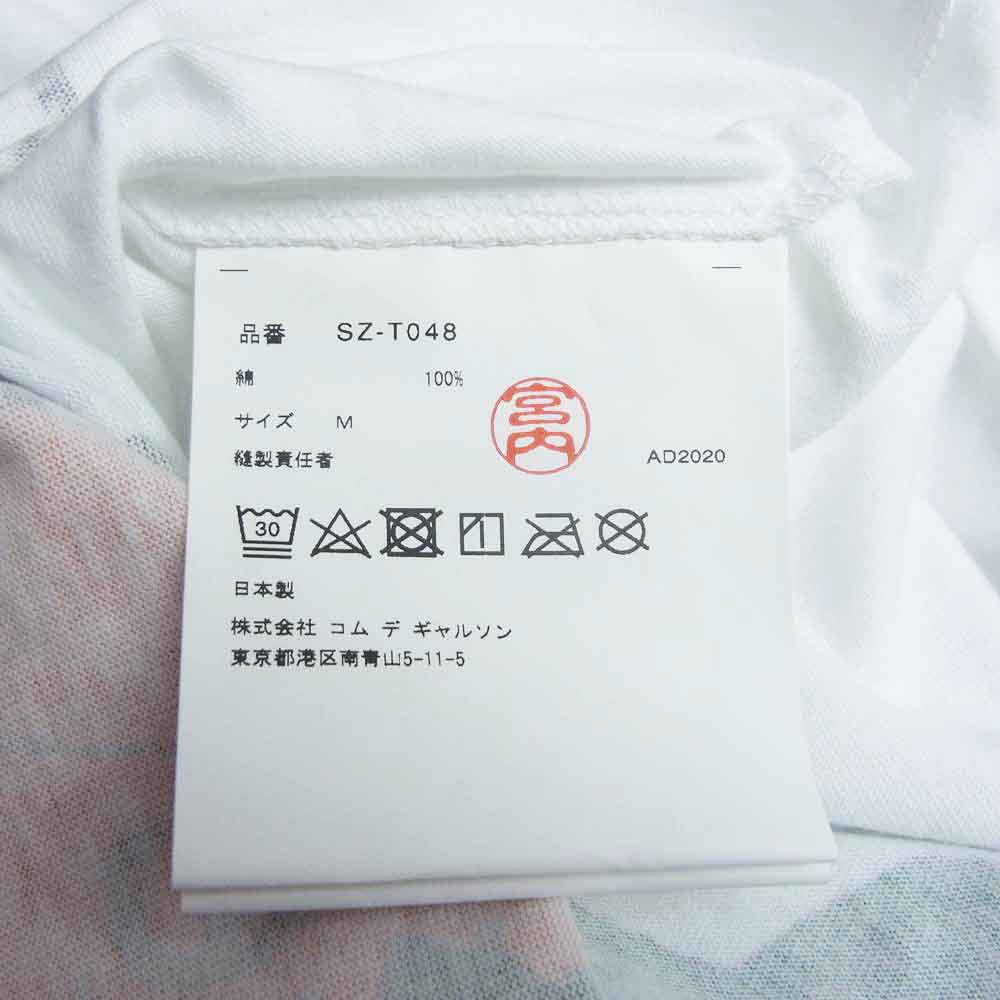 品番 SZ-T048
綿 100%
サイズ M
宮内
縫製責任者 AD2020
30
日本製
株式会社 コム デ ギャルソン
東京都港区南青山5-11-5